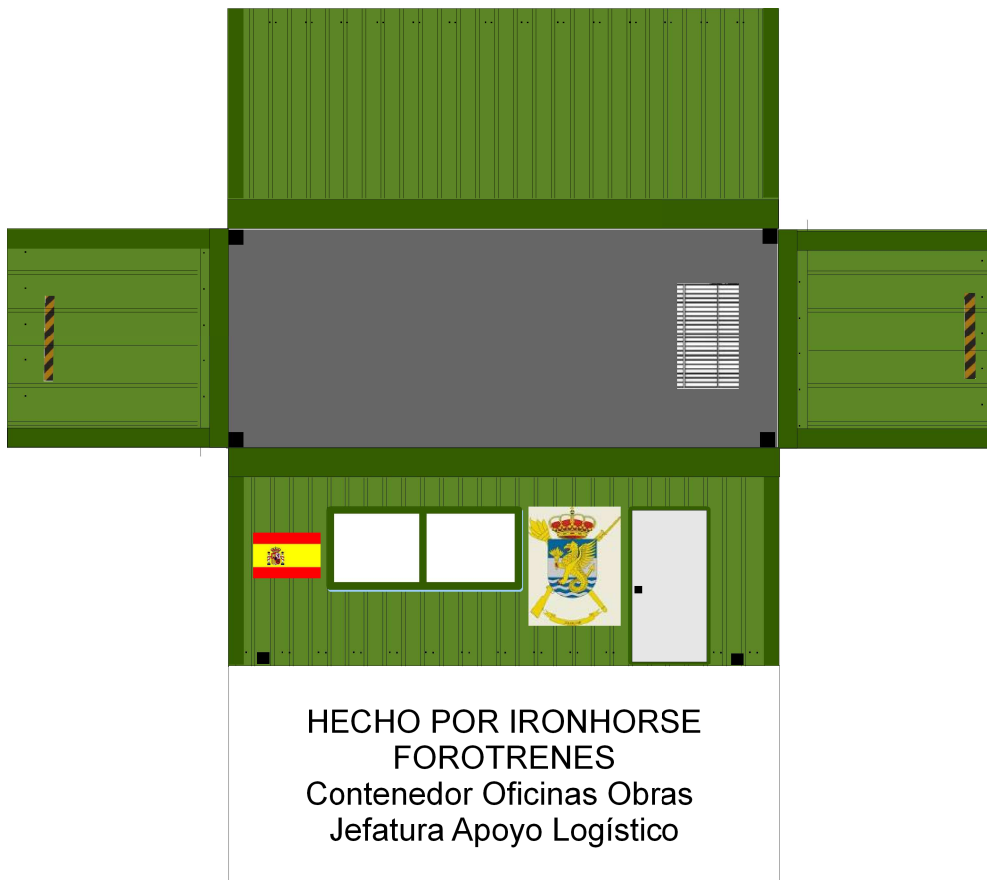 HECHO POR IRONHORSE
FOROTRENES
Contenedor Oficinas Obras
Jefatura Apoyo Logístico